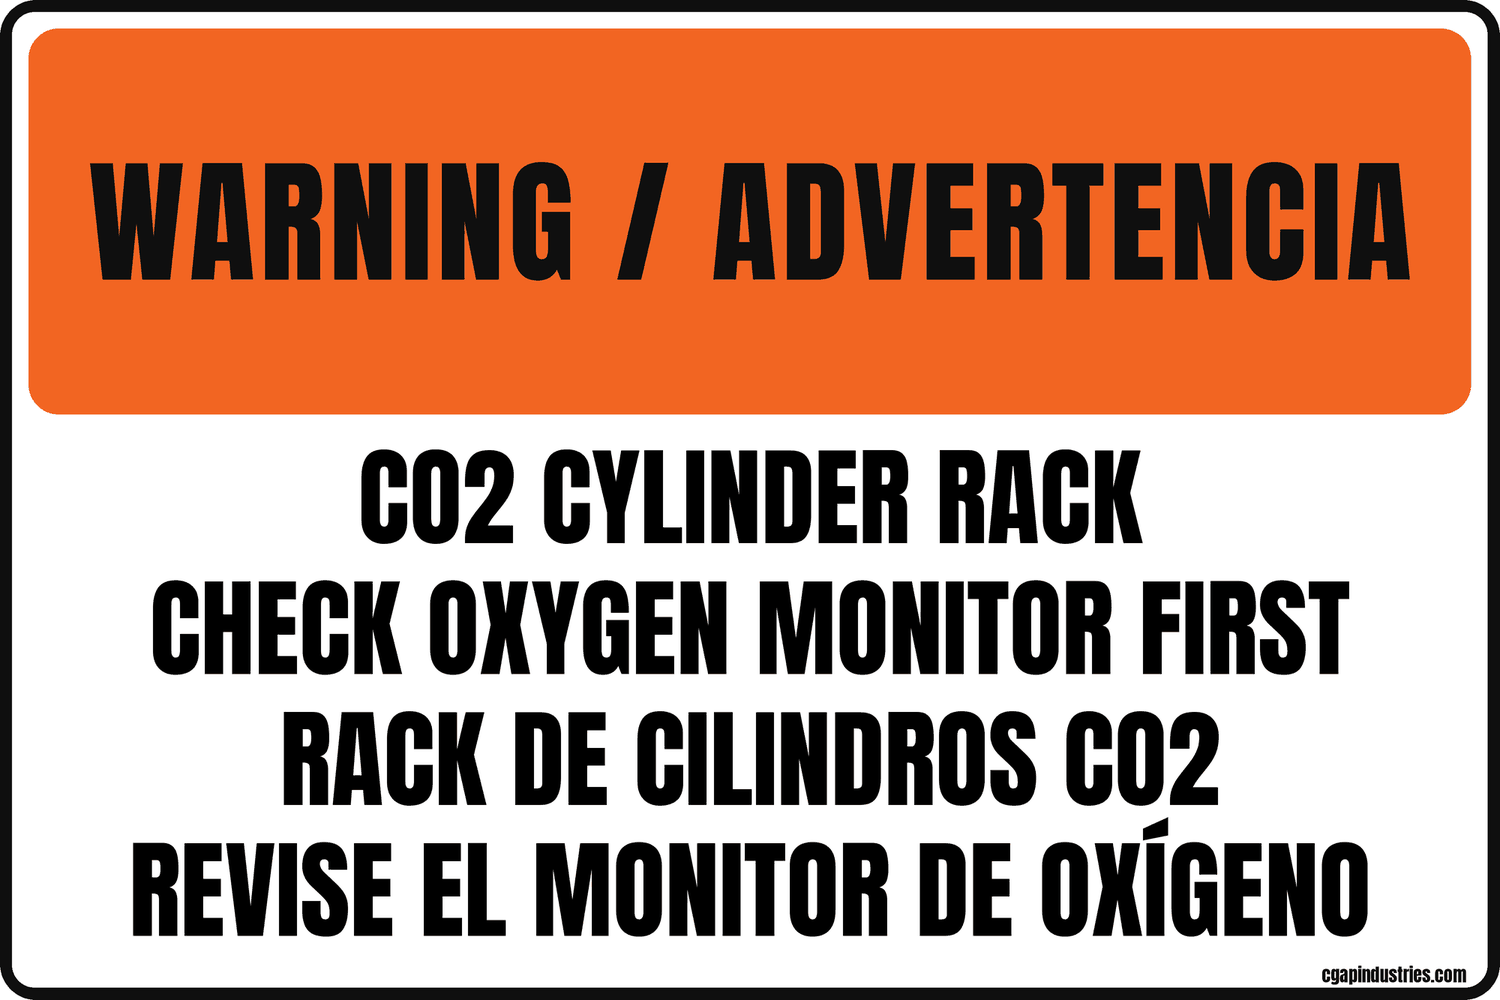 WARNING / ADVERTENCIA
CO2 CYLINDER RACK
CHECK OXYGEN MONITOR FIRST
RACK DE CILINDROS CO2
REVISE EL MONITOR DE OXÍGENO
cgapindustries.com